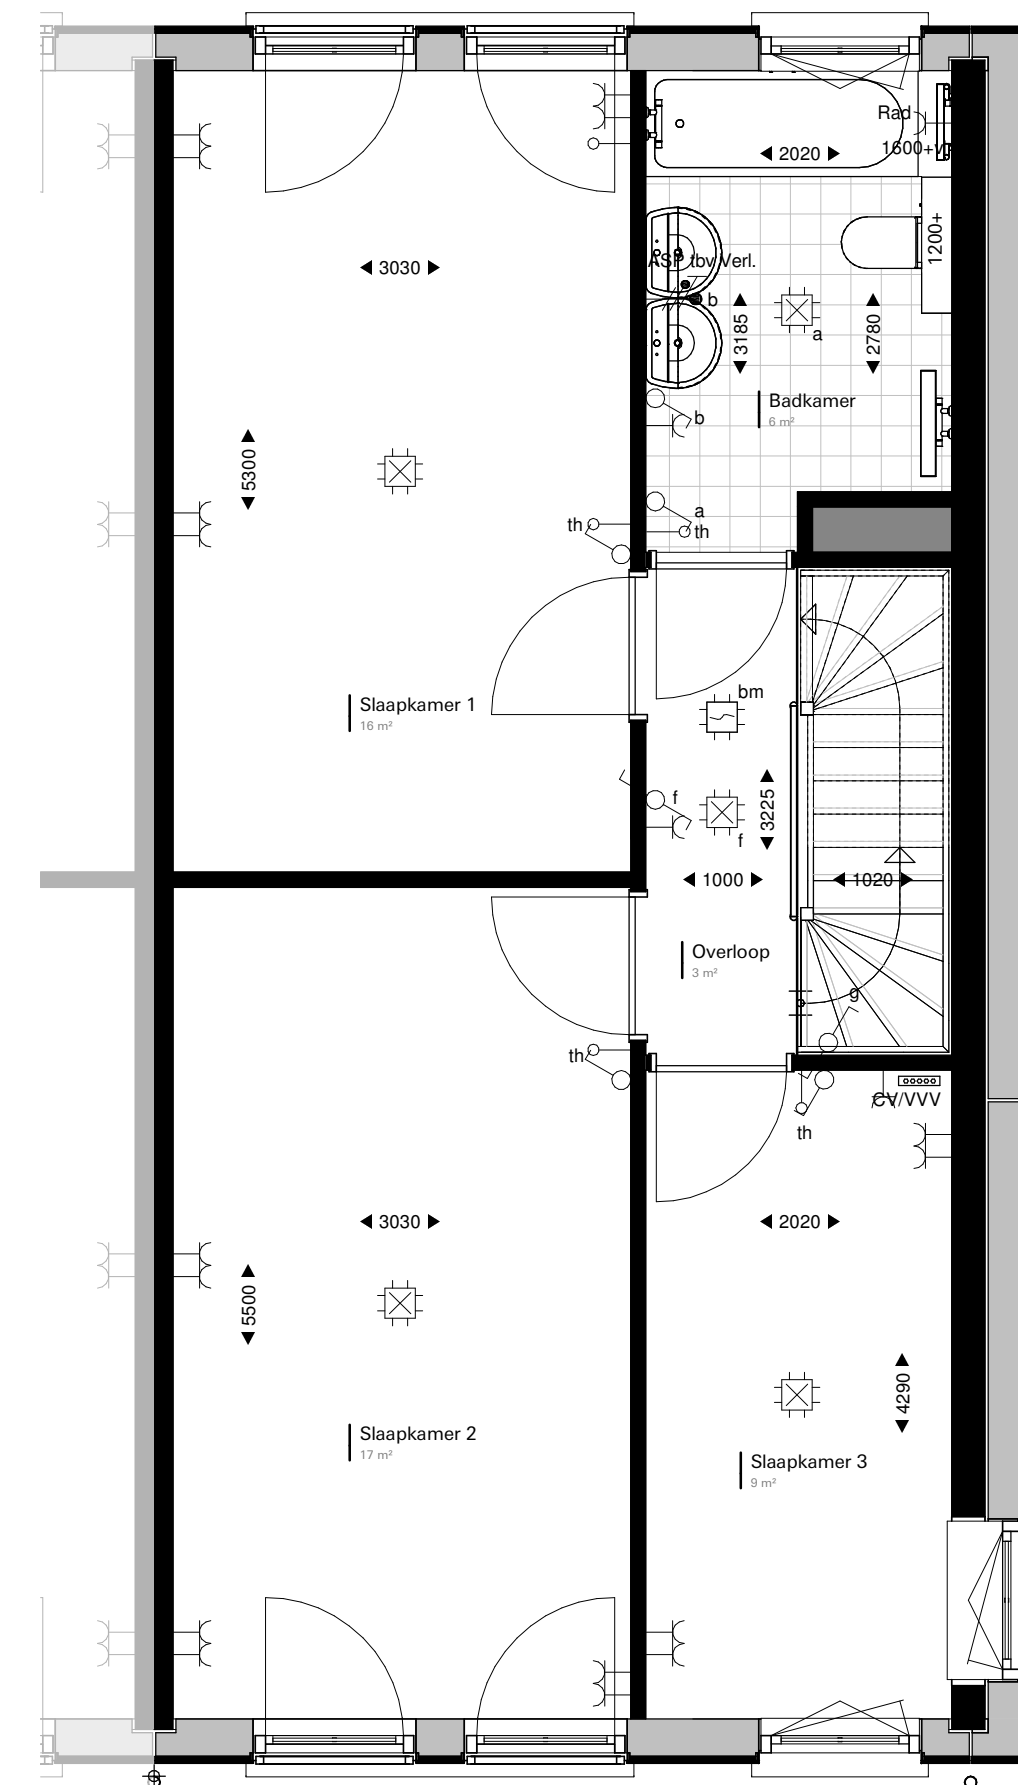 Rad
1600+v
2020
1200+
3030
ASP tbv Verl.
b
3185
a
2780
Badkamer
6 m²
b
5300
a
th
th
Slaapkamer 1
16 m²
bm
f
3225
f
1000
1020
Overloop
3 m²
g
th
CA/VVV
th
3030
2020
5500
4290
Slaapkamer 2
17 m²
Slaapkamer 3
9 m²